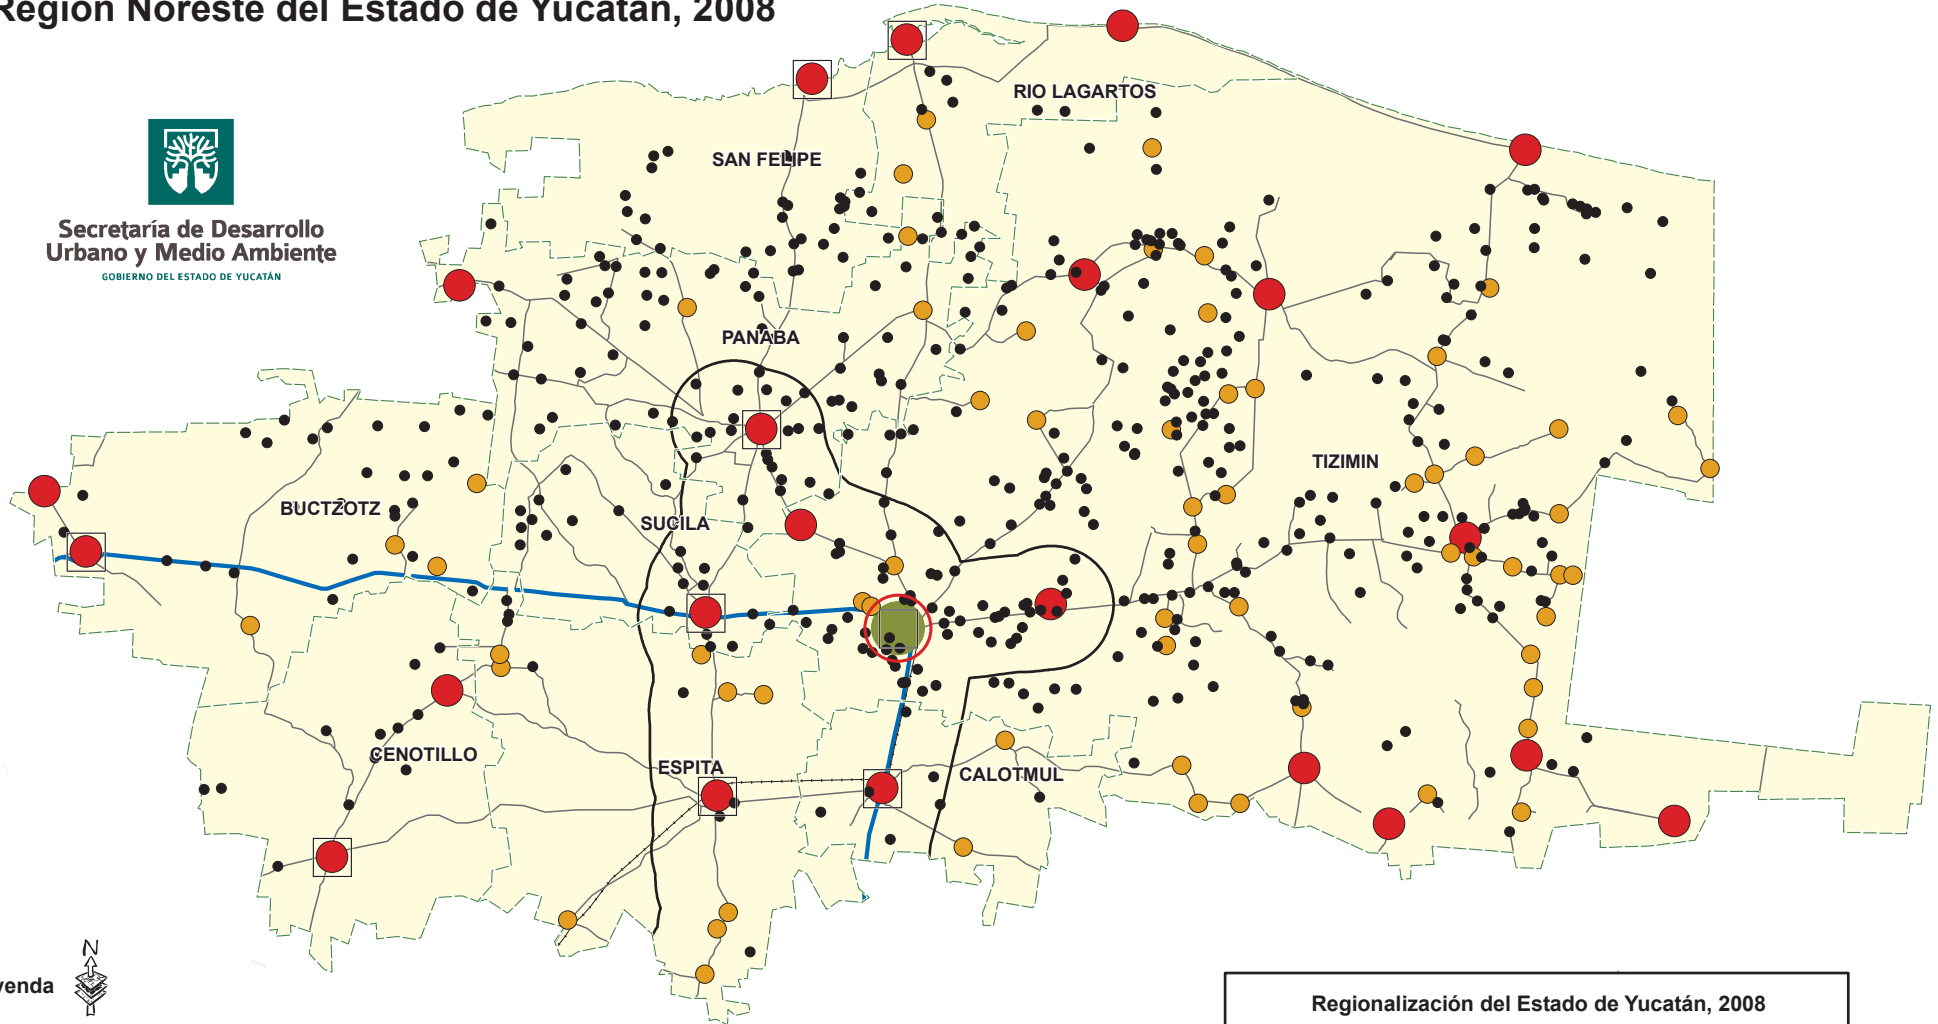 Región Noreste del Estado de Yucatán, 2008
RIO LAGARTOS
SAN FELIPE
Secretaría de Desarrollo
Urbano y Medio Ambiente
GOBIERNO DEL ESTADO DE YUCATÁN
PANABA
TIZIMIN
BUCTZOTZ
SUCILA
CENOTILLO
ESPITA
CALOTMUL
N
yenda
Regionalización del Estado de Yucatán, 2008